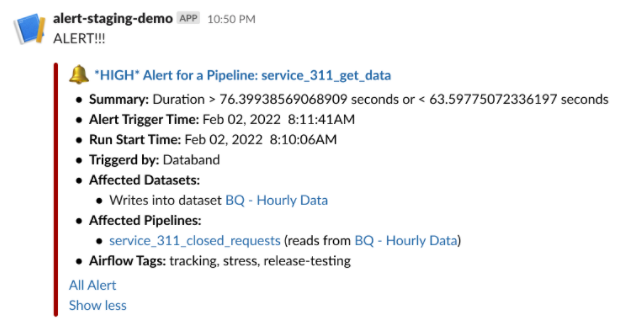 alert-staging-demo APP 10:50 PM
ALERT!!!
*HIGH* Alert for a Pipeline: service_311_get_data
• Summary: Duration > 76.39938569068909 seconds or < 63.59775072336197 seconds
• Alert Trigger Time: Feb 02, 2022 8:11:41AM
• Run Start Time: Feb 02, 2022 8:10:06AM
• Triggerd by: Databand
• Affected Datasets:
• Writes into dataset BQ - Hourly Data
• Affected Pipelines:
• service_311_closed_requests (reads from BQ - Hourly Data)
• Airflow Tags: tracking, stress, release-testing
All Alert
Show less